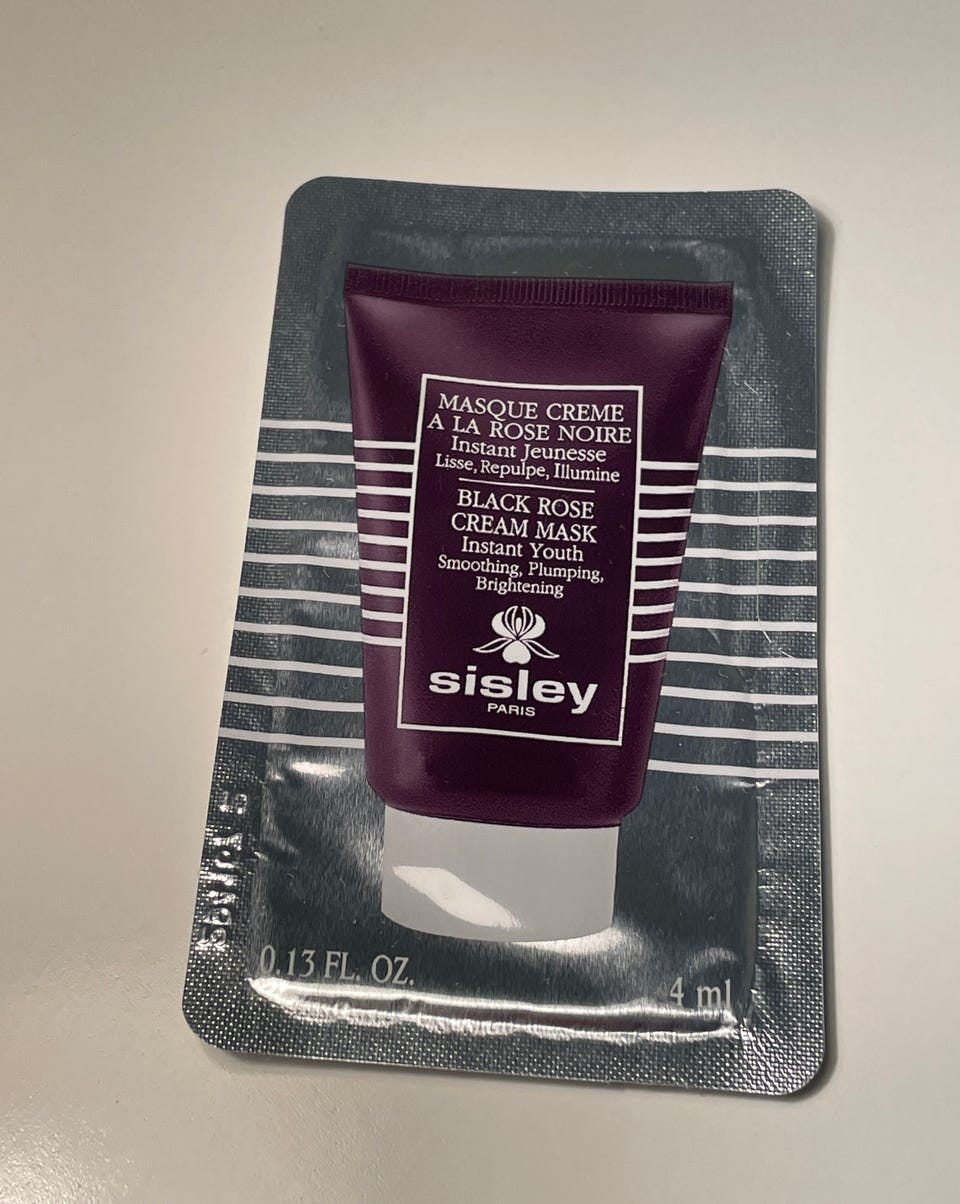 MASQUE CREME
A LA ROSE NOIRE
Instant Jeunesse
Lisse, Repulpe, Illumine
BLACK ROSE
CREAM MASK
Instant Youth
Smoothing, Plumping,
Brightening
sisley
PARIS
0.13 FL. OZ.
4 ml